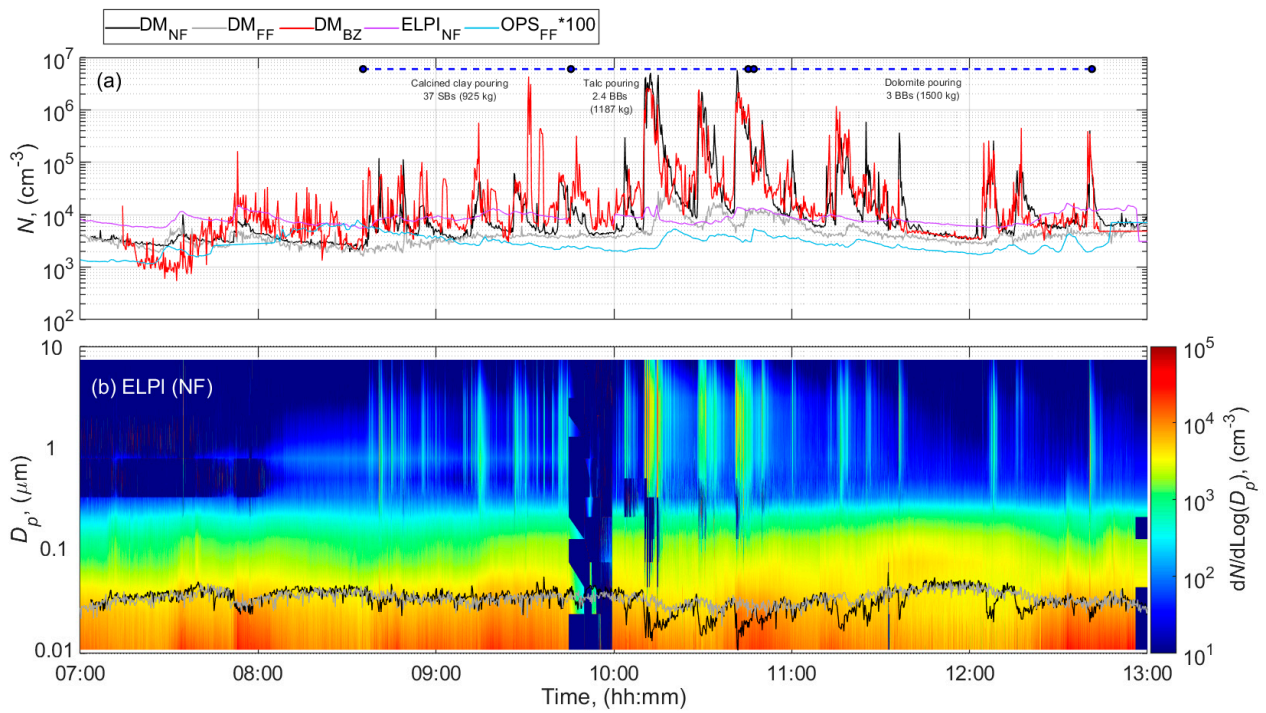 DM_NF DM_FF DM_BZ ELPI_NF OPS_FF*100
(a)
N, (cm^-3)
10^7
10^6
10^5
10^4
10^3
10^2
Calcined clay pouring
37 SBs (925 kg)
Talc pouring
2.4 BBs
(1187 kg)
Dolomite pouring
3 BBs (1500 kg)
(b) ELPI (NF)
D_p, (μm)
10
1
0.1
0.01
07:00 08:00 09:00 10:00 11:00 12:00 13:00
Time, (hh:mm)
10^5
10^4
10^3
10^2
10^1
dN/dLog(D_p), (cm^-3)